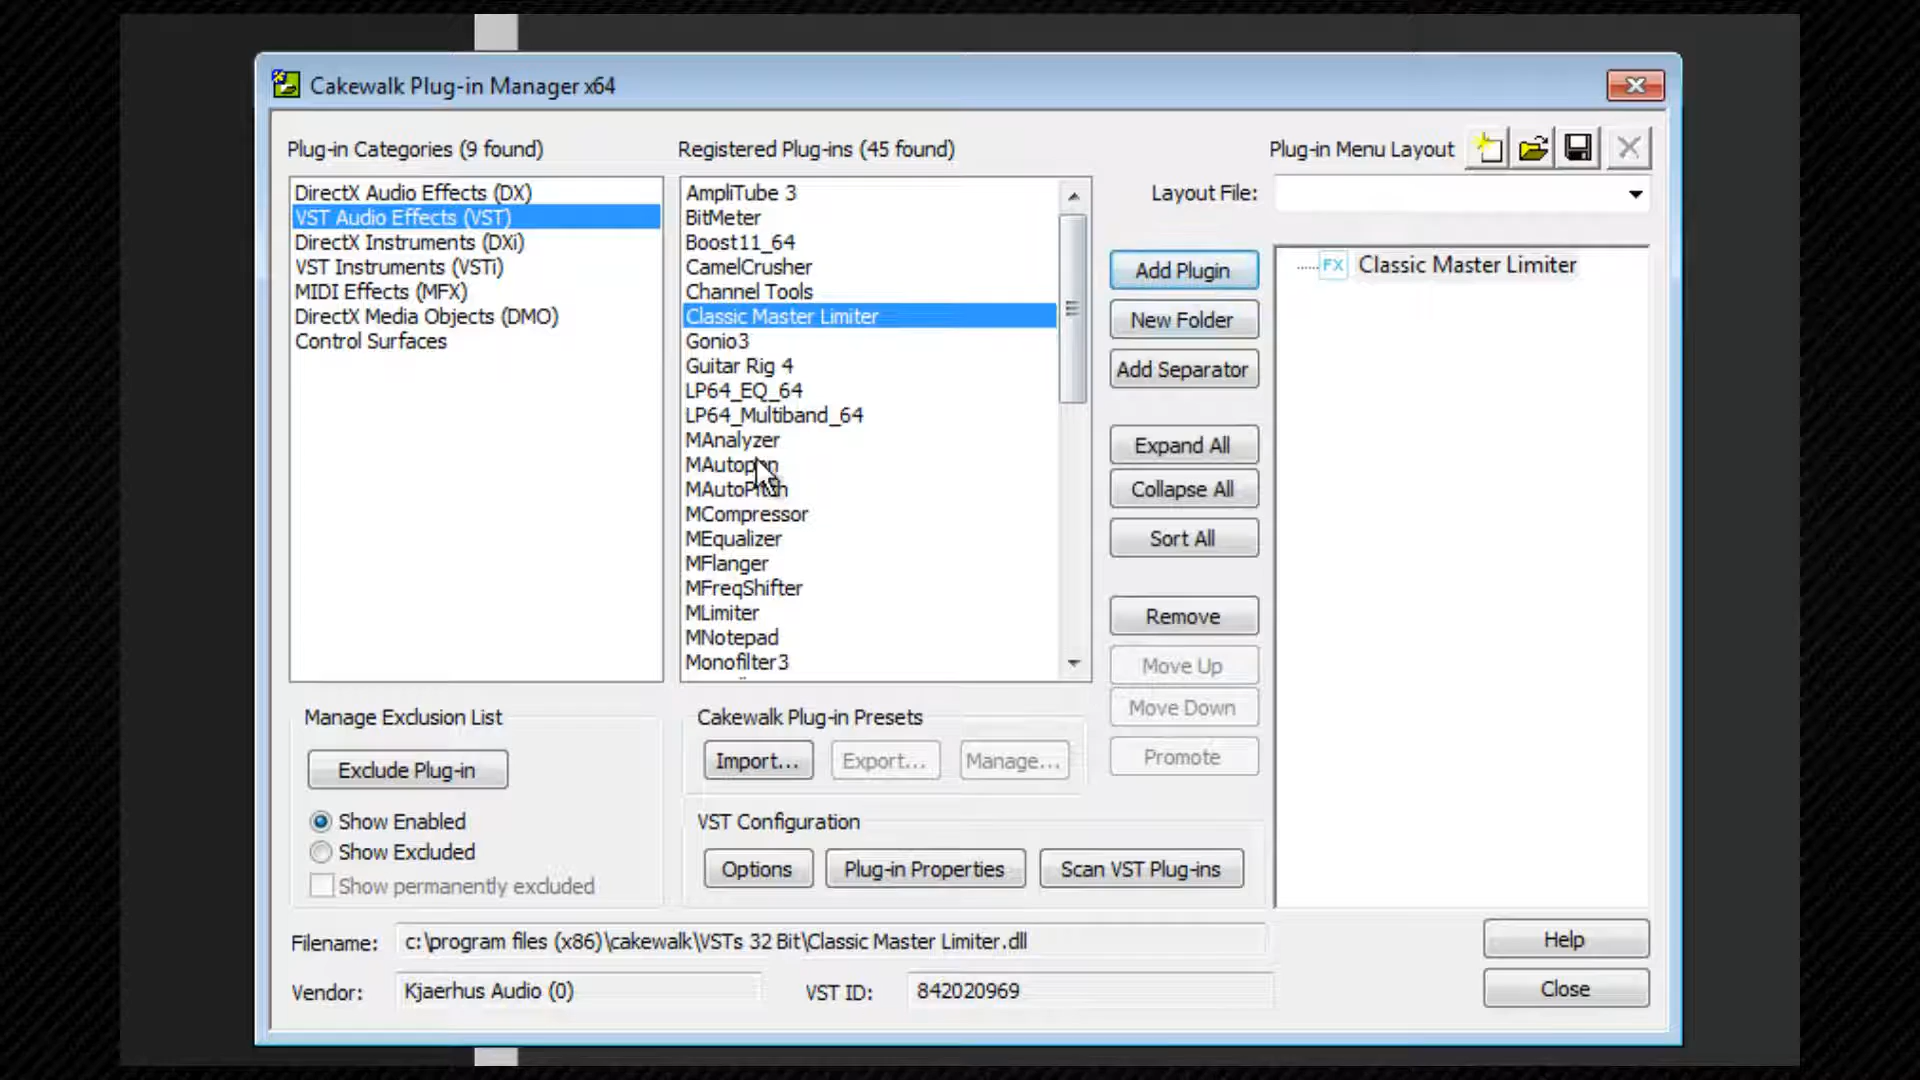 Cakewalk Plug-in Manager x64
Plug-in Categories (9 found)
DirectX Audio Effects (DX)
VST Audio Effects (VST)
DirectX Instruments (DXi)
VST Instruments (VSTi)
MIDI Effects (MFX)
DirectX Media Objects (DMO)
Control Surfaces
Registered Plug-ins (45 found)
AmpliTube 3
BitMeter
Boost11_64
CamelCrusher
Channel Tools
Classic Master Limiter
Gonio3
Guitar Rig 4
LP64_EQ_64
LP64_Multiband_64
MAnalyzer
MAutopan
MAutoPitch
MCompressor
MEqualizer
MFlanger
MFreqShifter
MLimiter
MNotepad
Monofilter3
Plug-in Menu Layout
Layout File:
Add Plugin
New Folder
Add Separator
Expand All
Collapse All
Sort All
Remove
Move Up
Move Down
Promote
FX Classic Master Limiter
Manage Exclusion List
Exclude Plug-in
Show Enabled
Show Excluded
Show permanently excluded
Cakewalk Plug-in Presets
Import... Export... Manage...
VST Configuration
Options Plug-in Properties Scan VST Plug-ins
Filename: c:\program files (x86)\cakewalk\VSTs 32 Bit\Classic Master Limiter.dll
Vendor: Kjaerhus Audio (0) VST ID: 842020969
Help
Close